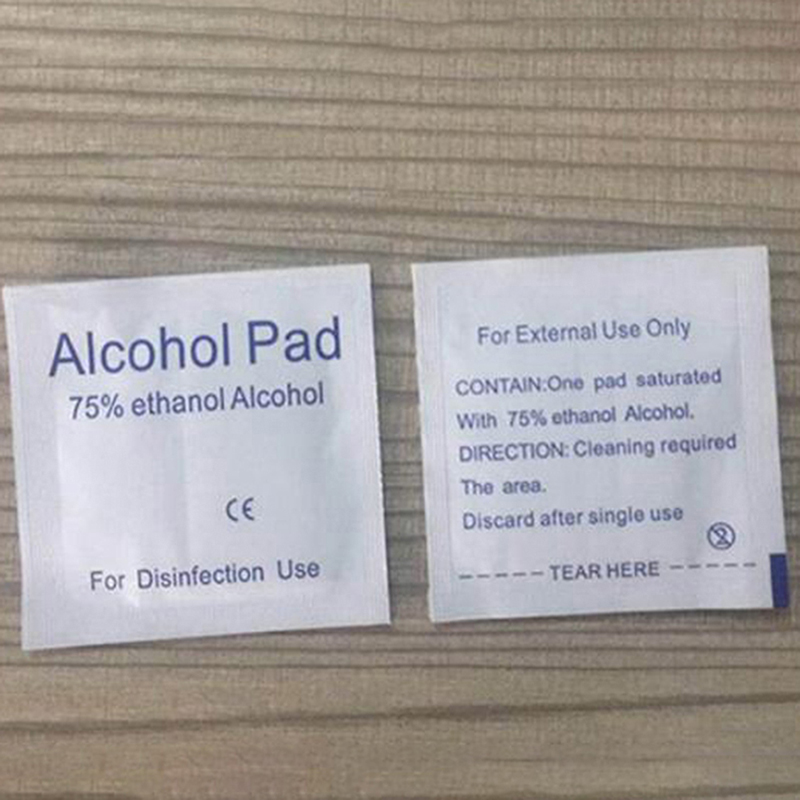 Alcohol Pad
75% ethanol Alcohol
CE
For Disinfection Use
For External Use Only
CONTAIN:One pad saturated
With 75% ethanol Alcohol.
DIRECTION: Cleaning required
The area.
Discard after single use
2
----- TEAR HERE -----